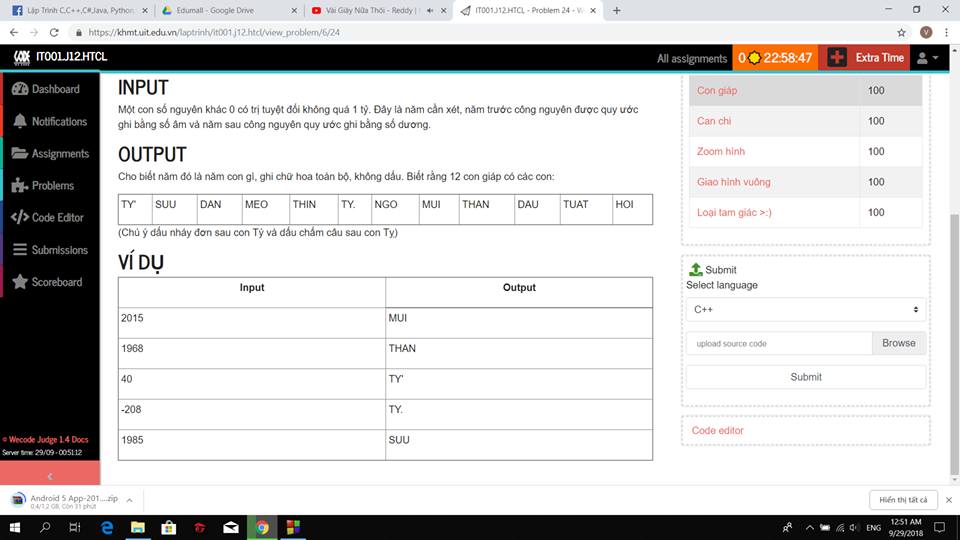 Lập Trình C,C++,C#,Java, Python,
Edumall - Google Drive
Vài Giây Nữa Thôi - Reddy |
IT001.J12.HTCL - Problem 24 - W
https://khmt.uit.edu.vn/laptrinh/it001.j12.htcl/view_problem/6/24
IT001.J12.HTCL
All assignments
0 22:58:47
Extra Time
Dashboard
Notifications
Assignments
Problems
Code Editor
Submissions
Scoreboard
© Wecode Judge 1.4 Docs
Server time: 29/09 - 00:51:12
INPUT
Một con số nguyên khác 0 có trị tuyệt đối không quá 1 tỷ. Đây là năm cần xét, năm trước công nguyên được quy ước
ghi bằng số âm và năm sau công nguyên quy ước ghi bằng số dương.
OUTPUT
Cho biết năm đó là năm con gì, ghi chữ hoa toàn bộ, không dấu. Biết rằng 12 con giáp có các con:
TY' SUU DAN MEO THIN TY. NGO MUI THAN DAU TUAT HOI
(Chú ý dấu nháy đơn sau con Tý và dấu chấm câu sau con Tỵ)
VÍ DỤ
Input Output
2015 MUI
1968 THAN
40 TY'
-208 TY.
1985 SUU
Con giáp 100
Can chi 100
Zoom hình 100
Giao hình vuông 100
Loại tam giác >:) 100
Submit
Select language
C++
upload source code Browse
Submit
Code editor
Android 5 App-201....zip
0,4/1,2 GB, Còn 31 phút
Hiển thị tất cả
ENG
12:51 AM
9/29/2018